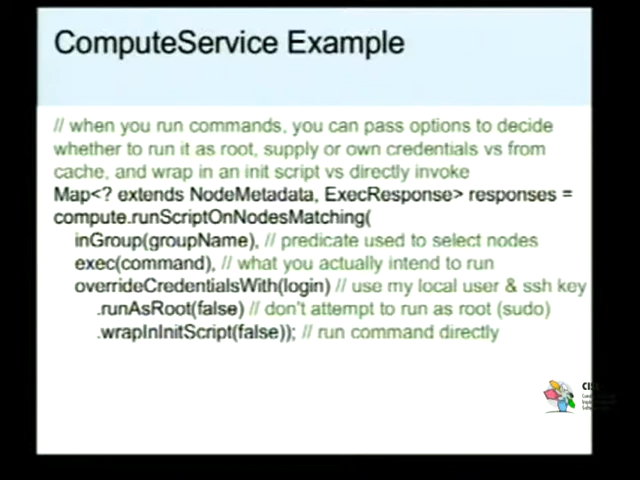 ComputeService Example
// when you run commands, you can pass options to decide
whether to run it as root, supply or own credentials vs from
cache, and wrap in an init script vs directly invoke
Map<? extends NodeMetadata, ExecResponse> responses =
compute.runScriptOnNodesMatching(
inGroup(groupName), // predicate used to select nodes
exec(command), // what you actually intend to run
overrideCredentialsWith(login) // use my local user & ssh key
.runAsRoot(false) // don't attempt to run as root (sudo)
.wrapInInitScript(false)); // run command directly